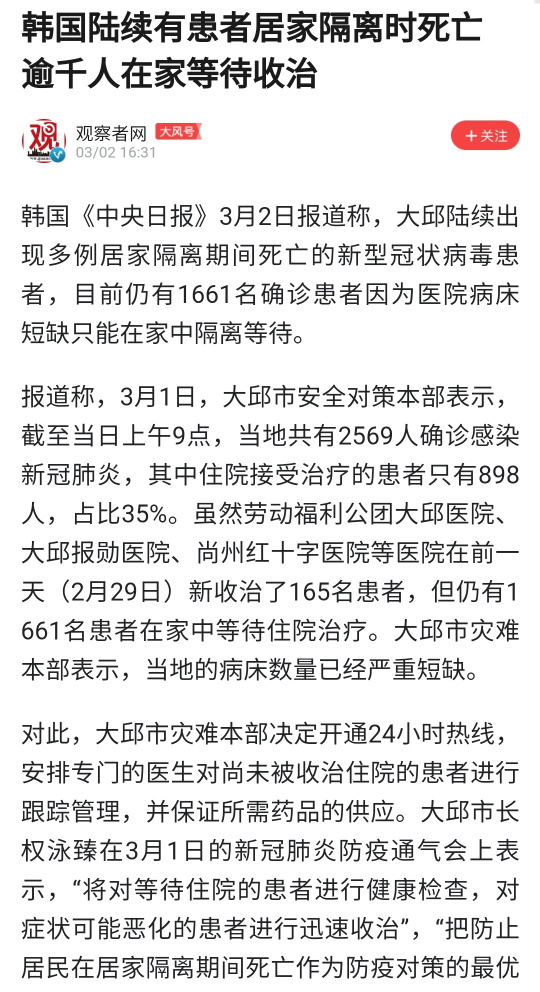 韩国陆续有患者居家隔离时死亡
逾千人在家等待收治
观
观察者网 大风号
03/02 16:31
+关注
韩国《中央日报》3月2日报道称，大邱陆续出
现多例居家隔离期间死亡的新型冠状病毒患
者，目前仍有1661名确诊患者因为医院病床
短缺只能在家中隔离等待。
报道称，3月1日，大邱市安全对策本部表示，
截至当日上午9点，当地共有2569人确诊感染
新冠肺炎，其中住院接受治疗的患者只有898
人，占比35%。虽然劳动福利公团大邱医院、
大邱报勋医院、尚州红十字医院等医院在前一
天（2月29日）新收治了165名患者，但仍有1
661名患者在家中等待住院治疗。大邱市灾难
本部表示，当地的病床数量已经严重短缺。
对此，大邱市灾难本部决定开通24小时热线，
安排专门的医生对尚未被收治住院的患者进行
跟踪管理，并保证所需药品的供应。大邱市长
权泳臻在3月1日的新冠肺炎防疫通气会上表
示，“将对等待住院的患者进行健康检查，对
症状可能恶化的患者进行迅速收治”，“把防止
居民在居家隔离期间死亡作为防疫对策的最优